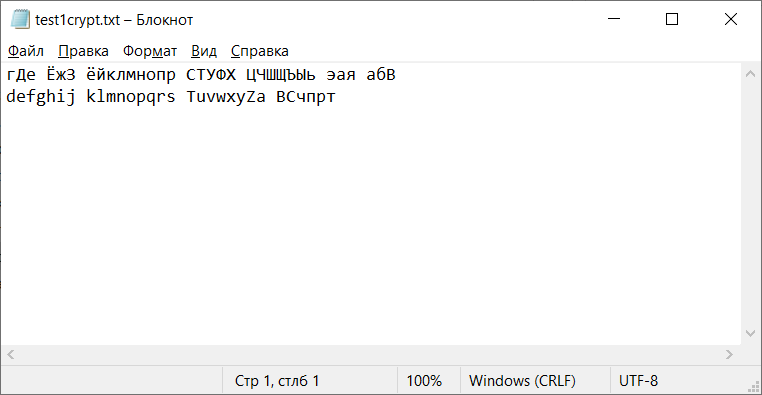 test1crypt.txt – Блокнот
Файл Правка Формат Вид Справка
гДе ЁжЗ ёйклмнопр СТУФХ ЦЧШЩЪЫь эая абВ
defghij klmnopqrs TuvwxyZa BCчпрт
Стр 1, стлб 1 100% Windows (CRLF) UTF-8